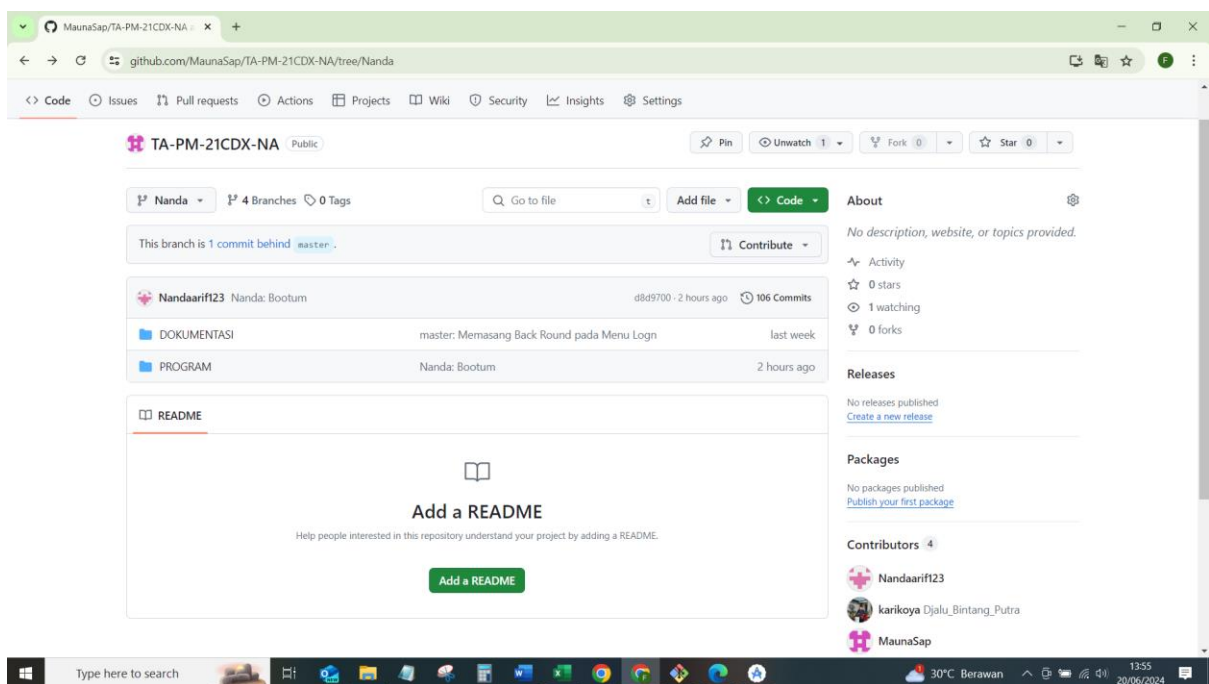 MaunaSap/TA-PM-21CDX-NA
github.com/MaunaSap/TA-PM-21CDX-NA/tree/Nanda
Code Issues Pull requests Actions Projects Wiki Security Insights Settings
TA-PM-21CDX-NA Public Pin Unwatch 1 Fork 0 Star 0
Nanda 4 Branches 0 Tags Go to file t Add file Code
This branch is 1 commit behind master . Contribute
Nandaarif123 Nanda: Bootum d8d9700 · 2 hours ago 106 Commits
DOKUMENTASI master: Memasang Back Round pada Menu Logn last week
PROGRAM Nanda: Bootum 2 hours ago
README
Add a README
Help people interested in this repository understand your project by adding a README.
Add a README
About
No description, website, or topics provided.
Activity
0 stars
1 watching
0 forks
Releases
No releases published
Create a new release
Packages
No packages published
Publish your first package
Contributors 4
Nandaarif123
karikoya Djalu_Bintang_Putra
MaunaSap
Type here to search 30°C Berawan 13:55
20/06/2024